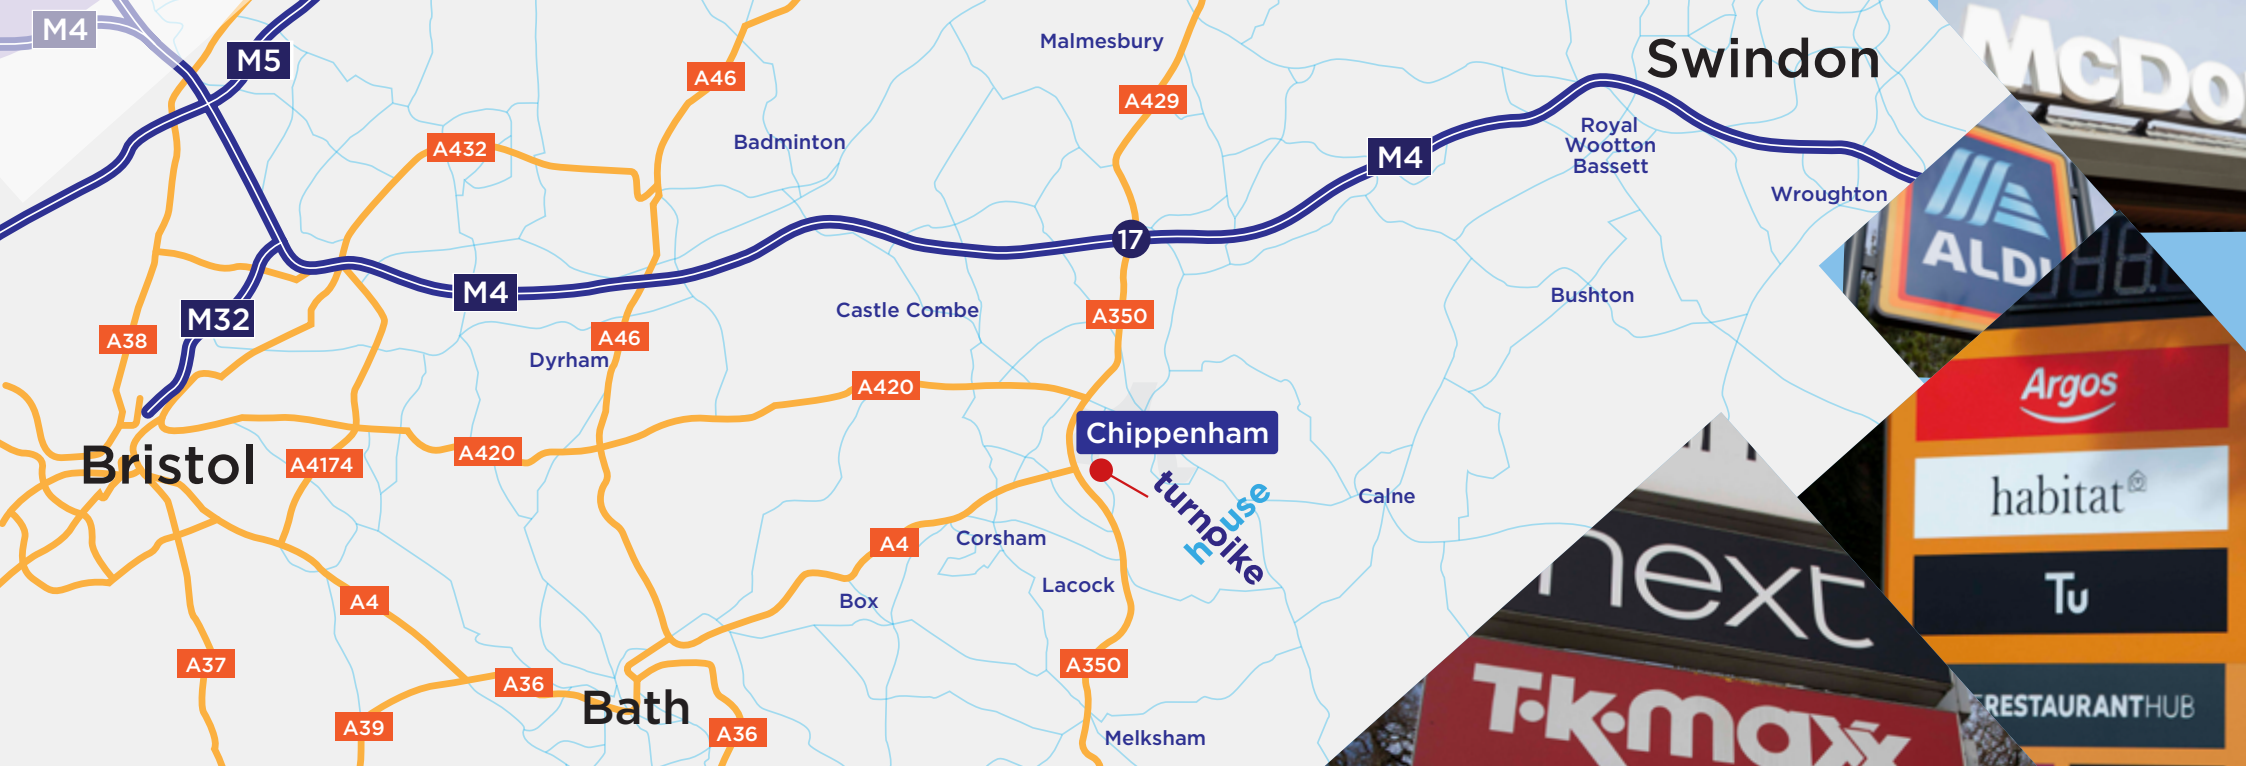 M4
M5
A46
Malmesbury
A429
Swindon
McDo
A432
Badminton
M4
Royal
Wootton
Bassett
Wroughton
ALDI
17
M4
Castle Combe
A350
Bushton
M32
A38
A46
Dyrham
A420
Argos
Chippenham
Bristol
A4174
A420
turnpike
house
Calne
habitat
A4
Corsham
next
Tu
A4
Box
Lacock
A37
A36
A350
Bath
T·K·maxx
RESTAURANTHUB
A39
A36
Melksham